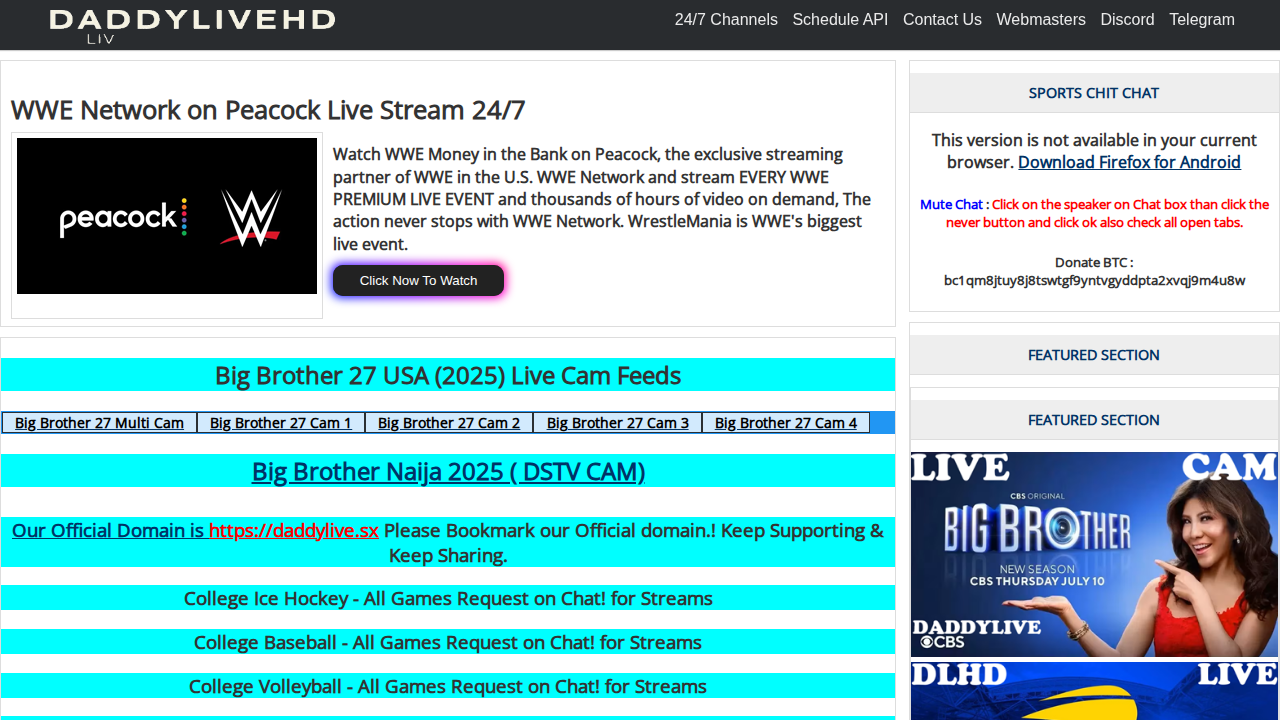 DADDYLIVEHD
LIV
24/7 Channels Schedule API Contact Us Webmasters Discord Telegram
WWE Network on Peacock Live Stream 24/7
peacock W
Watch WWE Money in the Bank on Peacock, the exclusive streaming
partner of WWE in the U.S. WWE Network and stream EVERY WWE
PREMIUM LIVE EVENT and thousands of hours of video on demand, The
action never stops with WWE Network. WrestleMania is WWE's biggest
live event.
Click Now To Watch
Big Brother 27 USA (2025) Live Cam Feeds
Big Brother 27 Multi Cam Big Brother 27 Cam 1 Big Brother 27 Cam 2 Big Brother 27 Cam 3 Big Brother 27 Cam 4
Big Brother Naija 2025 ( DSTV CAM)
Our Official Domain is https://daddylive.sx Please Bookmark our Official domain.! Keep Supporting &
Keep Sharing.
College Ice Hockey - All Games Request on Chat! for Streams
College Baseball - All Games Request on Chat! for Streams
College Volleyball - All Games Request on Chat! for Streams
SPORTS CHIT CHAT
This version is not available in your current
browser. Download Firefox for Android
Mute Chat : Click on the speaker on Chat box than click the
never button and click ok also check all open tabs.
Donate BTC :
bc1qm8jtuy8j8tswtgf9yntvgyddpta2xvqj9m4u8w
FEATURED SECTION
FEATURED SECTION
LIVE CAM
CBS ORIGINAL
BIG BROTHER
NEW SEASON
CBS THURSDAY JULY 10
DADDYLIVE
CBS
DLHD LIVE